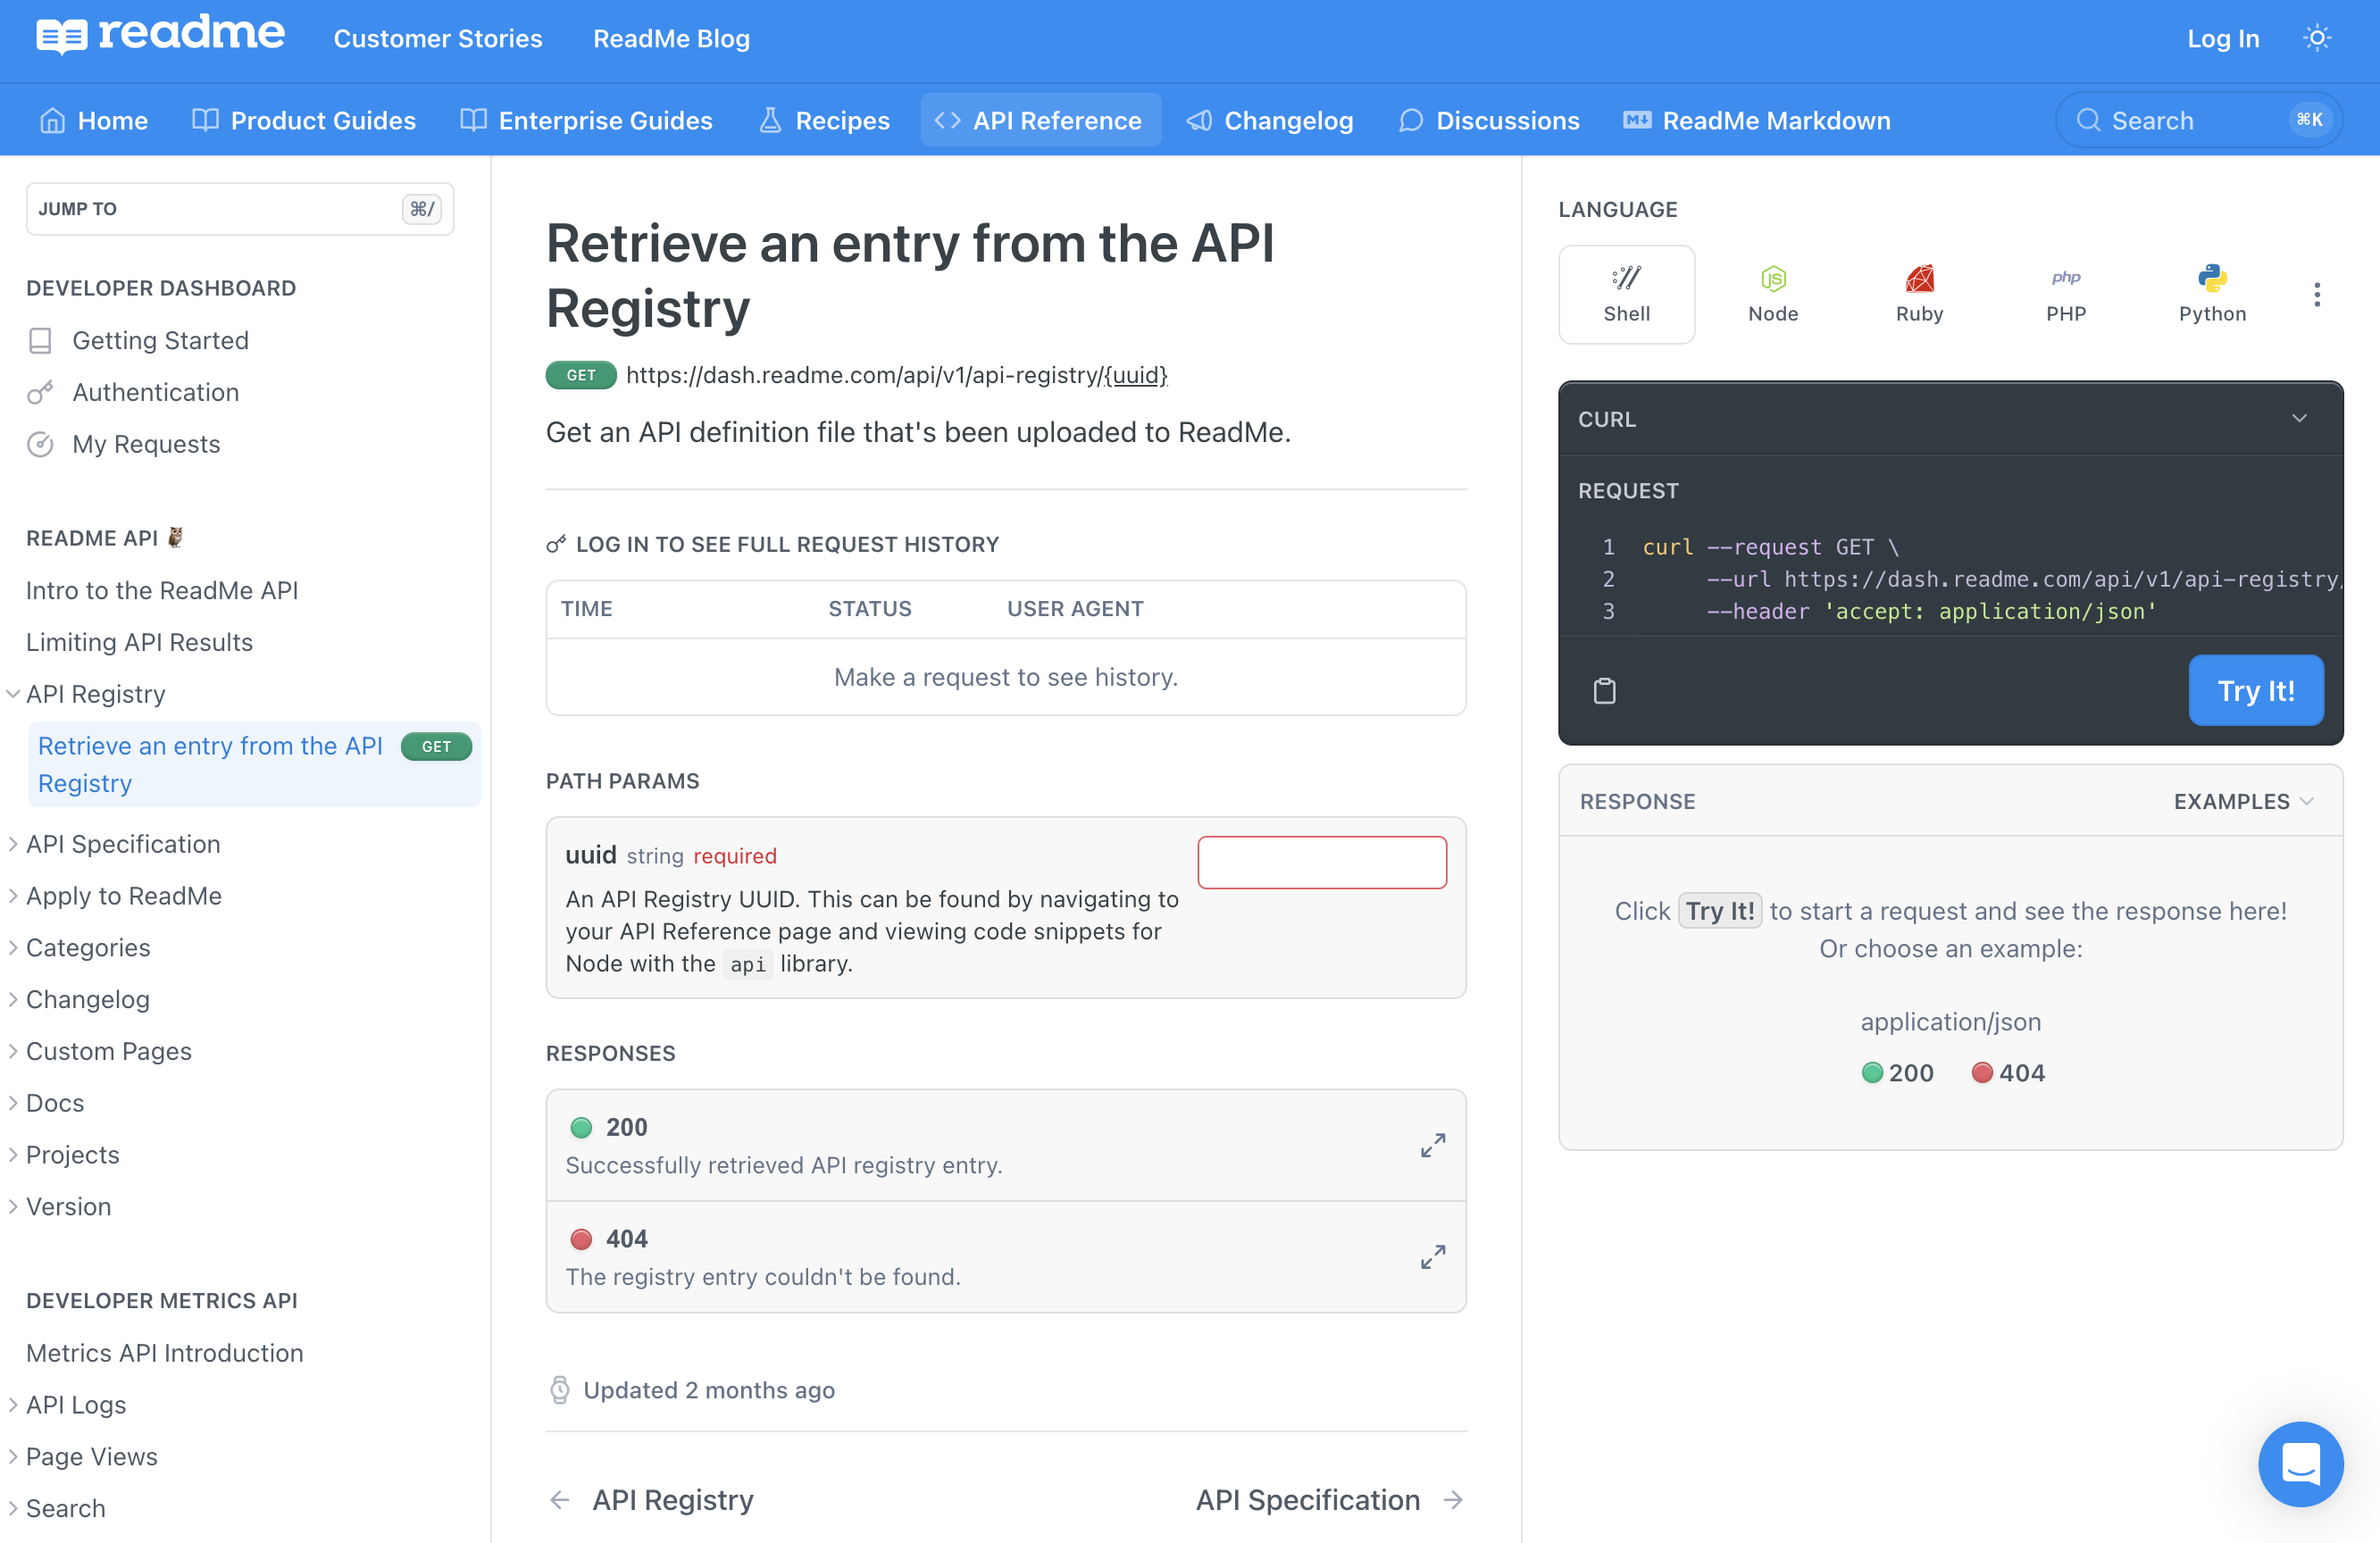 readme
Customer Stories
ReadMe Blog
Log In
Home
Product Guides
Enterprise Guides
Recipes
API Reference
Changelog
Discussions
ReadMe Markdown
Search
⌘K
JUMP TO
⌘/
DEVELOPER DASHBOARD
Getting Started
Authentication
My Requests
README API 🦉
Intro to the ReadMe API
Limiting API Results
API Registry
Retrieve an entry from the API
Registry
GET
API Specification
Apply to ReadMe
Categories
Changelog
Custom Pages
Docs
Projects
Version
DEVELOPER METRICS API
Metrics API Introduction
API Logs
Page Views
Search
Retrieve an entry from the API
Registry
GET https://dash.readme.com/api/v1/api-registry/{uuid}
Get an API definition file that's been uploaded to ReadMe.
LOG IN TO SEE FULL REQUEST HISTORY
TIME STATUS USER AGENT
Make a request to see history.
PATH PARAMS
uuid string required
An API Registry UUID. This can be found by navigating to
your API Reference page and viewing code snippets for
Node with the api library.
RESPONSES
200
Successfully retrieved API registry entry.
404
The registry entry couldn't be found.
Updated 2 months ago
API Registry
API Specification
LANGUAGE
Shell
Node
php
Ruby
PHP
Python
CURL
REQUEST
1 curl --request GET \
2 --url https://dash.readme.com/api/v1/api-registry/
3 --header 'accept: application/json'
Try It!
RESPONSE
EXAMPLES
Click Try It! to start a request and see the response here!
Or choose an example:
application/json
200
404